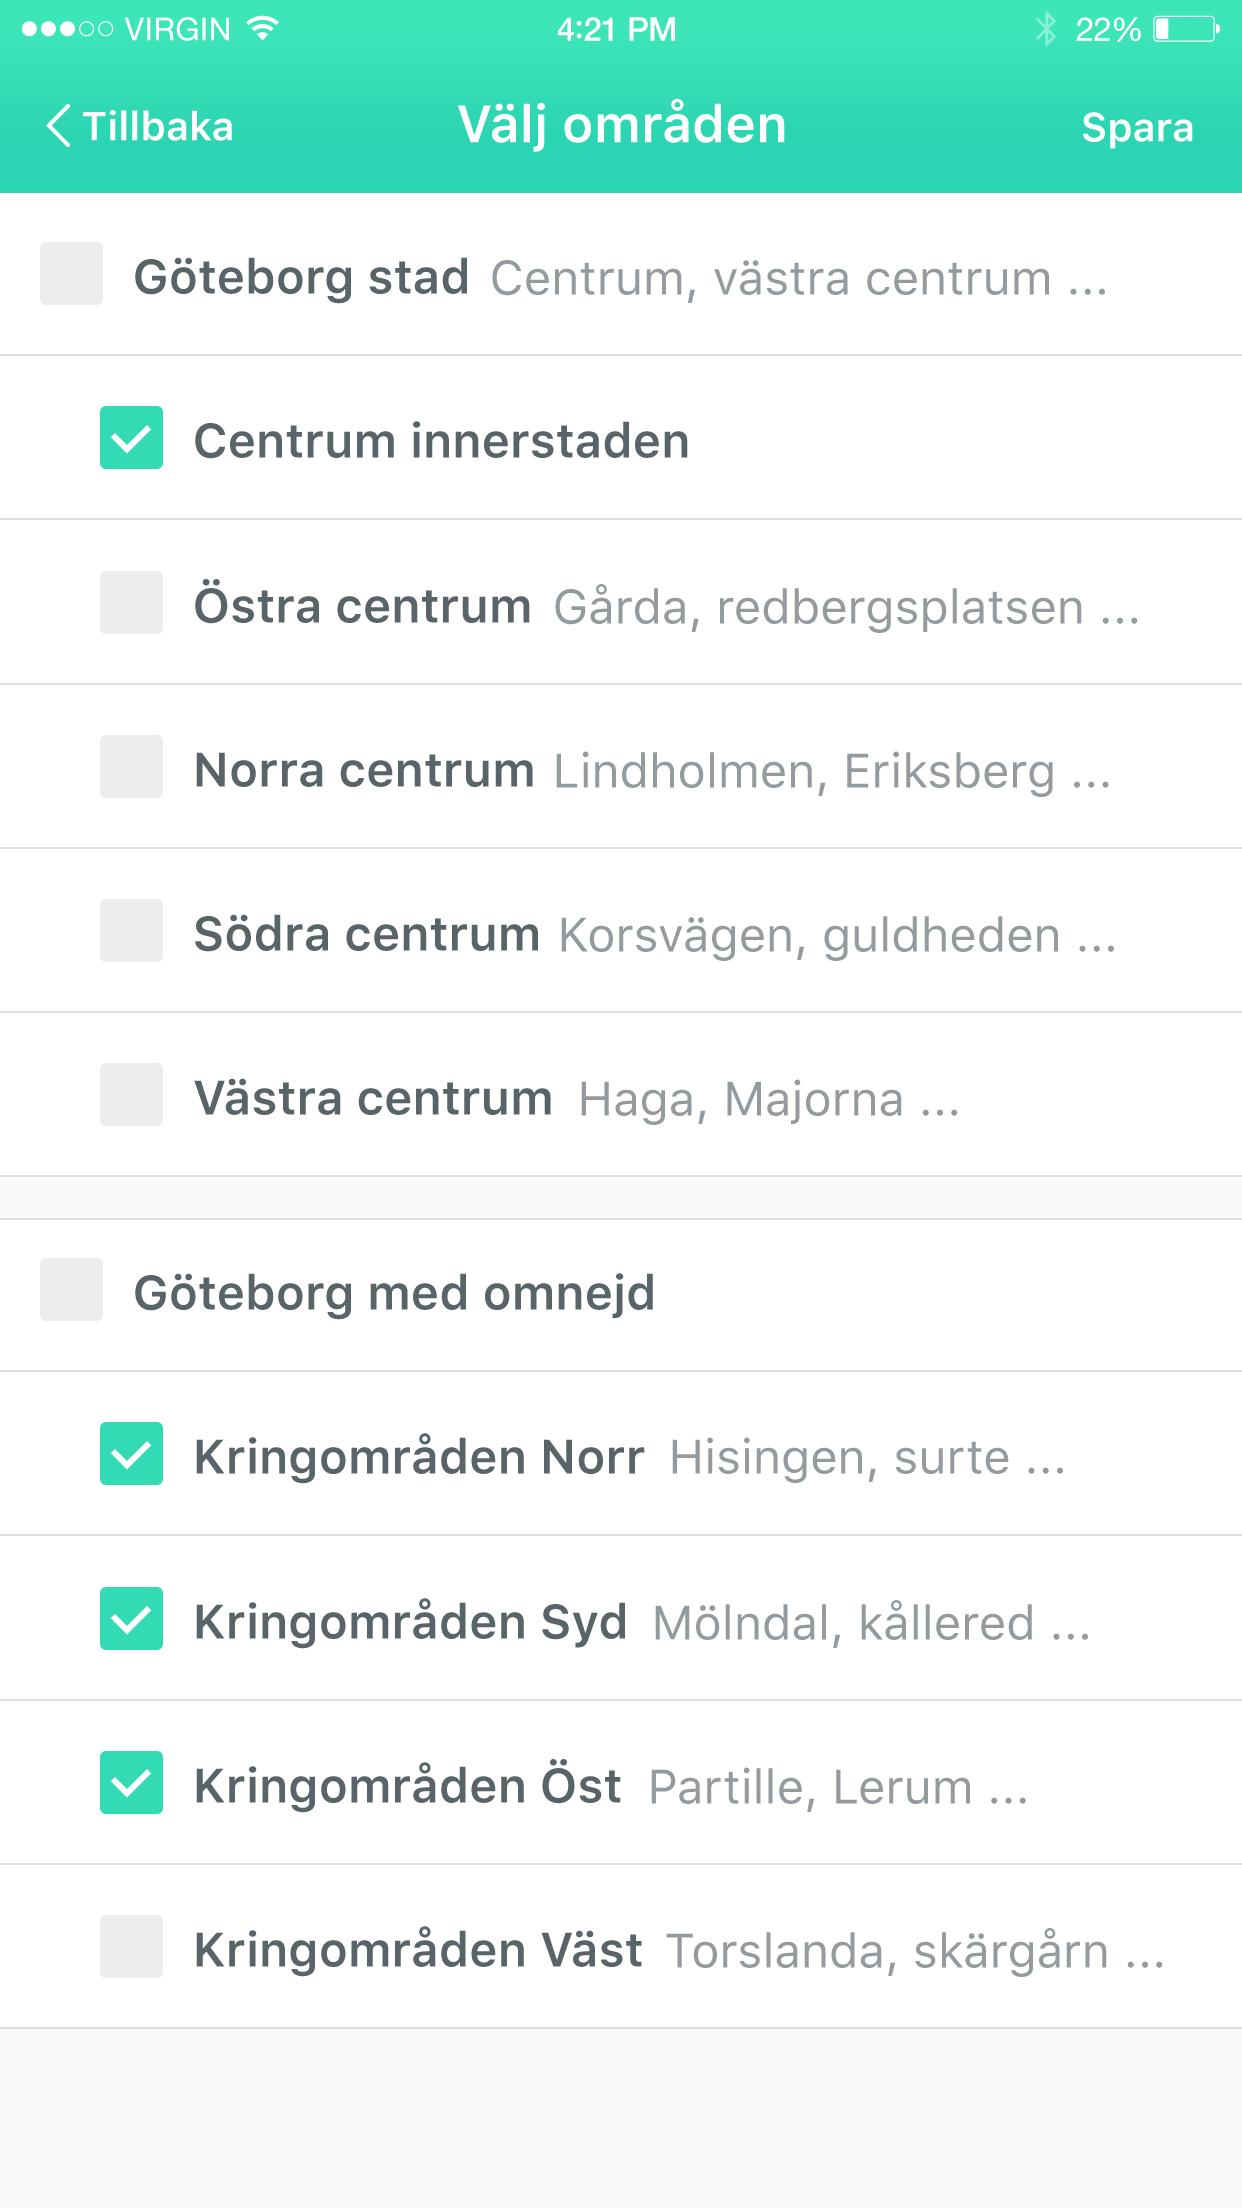 VIRGIN 4:21 PM 22%
Tillbaka Välj områden Spara
Göteborg stad Centrum, västra centrum ...
Centrum innerstaden
Östra centrum Gårda, redbergsplatsen ...
Norra centrum Lindholmen, Eriksberg ...
Södra centrum Korsvägen, guldheden ...
Västra centrum Haga, Majorna ...
Göteborg med omnejd
Kringområden Norr Hisingen, surte ...
Kringområden Syd Mölndal, kållered ...
Kringområden Öst Partille, Lerum ...
Kringområden Väst Torslanda, skärgårn ...